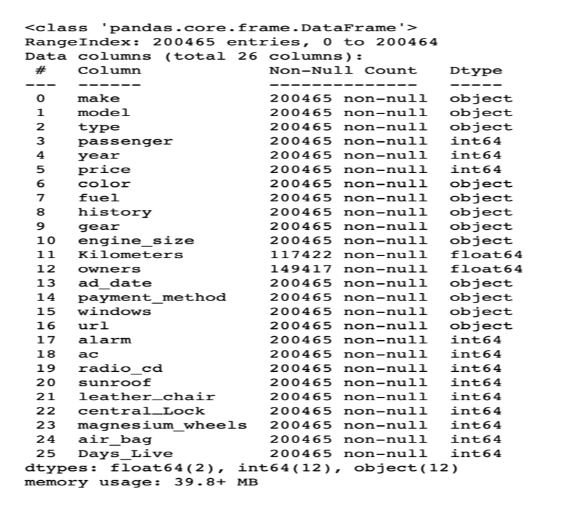 <class 'pandas.core.frame.DataFrame'>
RangeIndex: 200465 entries, 0 to 200464
Data columns (total 26 columns):
 #   Column           Non-Null Count   Dtype
---  ------           --------------   -----
 0   make             200465 non-null  object
 1   model            200465 non-null  object
 2   type             200465 non-null  object
 3   passenger        200465 non-null  int64
 4   year             200465 non-null  int64
 5   price            200465 non-null  int64
 6   color            200465 non-null  object
 7   fuel             200465 non-null  object
 8   history          200465 non-null  object
 9   gear             200465 non-null  object
 10  engine_size      200465 non-null  object
 11  Kilometers       117422 non-null  float64
 12  owners           149417 non-null  float64
 13  ad_date          200465 non-null  object
 14  payment_method   200465 non-null  object
 15  windows          200465 non-null  object
 16  url              200465 non-null  object
 17  alarm            200465 non-null  int64
 18  ac               200465 non-null  int64
 19  radio_cd         200465 non-null  int64
 20  sunroof          200465 non-null  int64
 21  leather_chair    200465 non-null  int64
 22  central_Lock     200465 non-null  int64
 23  magnesium_wheels 200465 non-null  int64
 24  air_bag          200465 non-null  int64
 25  Days_Live        200465 non-null  int64
dtypes: float64(2), int64(12), object(12)
memory usage: 39.8+ MB